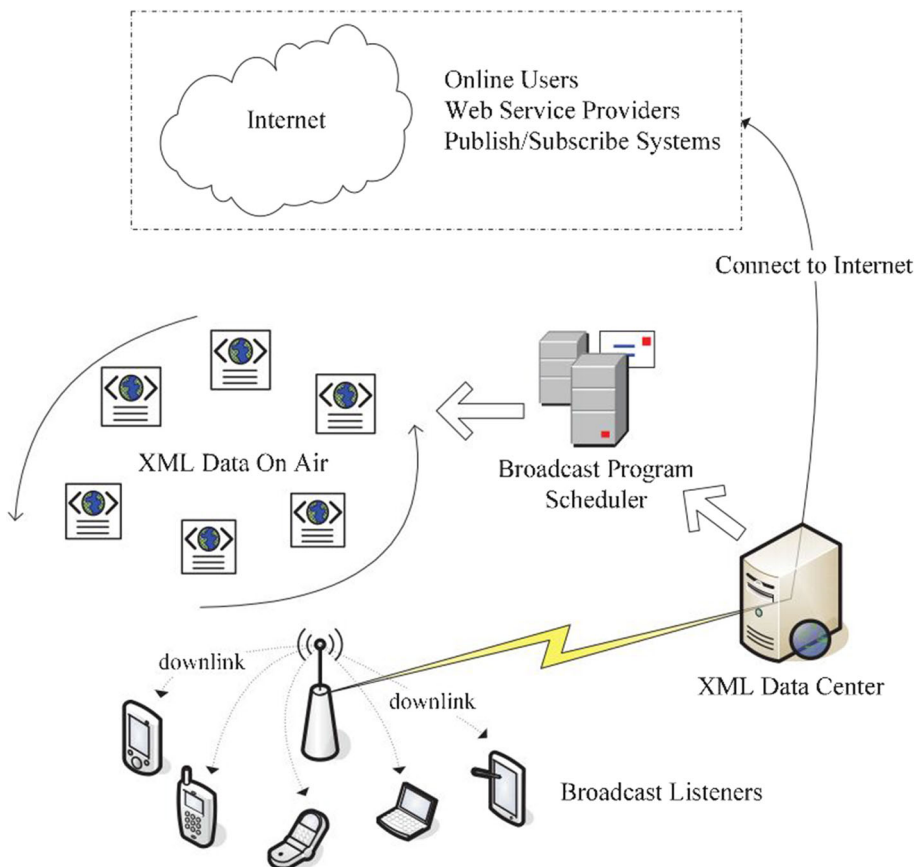 Internet
Online Users
Web Service Providers
Publish/Subscribe Systems
Connect to Internet
XML Data On Air
Broadcast Program
Scheduler
XML Data Center
downlink
downlink
Broadcast Listeners